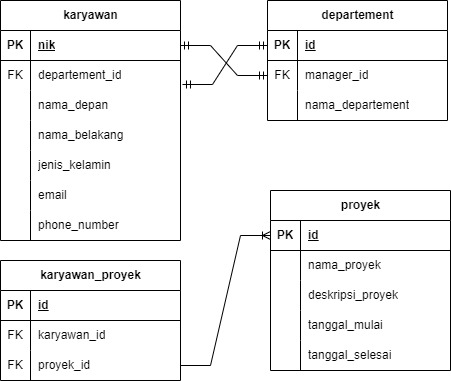 karyawan
PK nik
FK departement_id
nama_depan
nama_belakang
jenis_kelamin
email
phone_number
departement
PK id
FK manager_id
nama_departement
karyawan_proyek
PK id
FK karyawan_id
FK proyek_id
proyek
PK id
nama_proyek
deskripsi_proyek
tanggal_mulai
tanggal_selesai